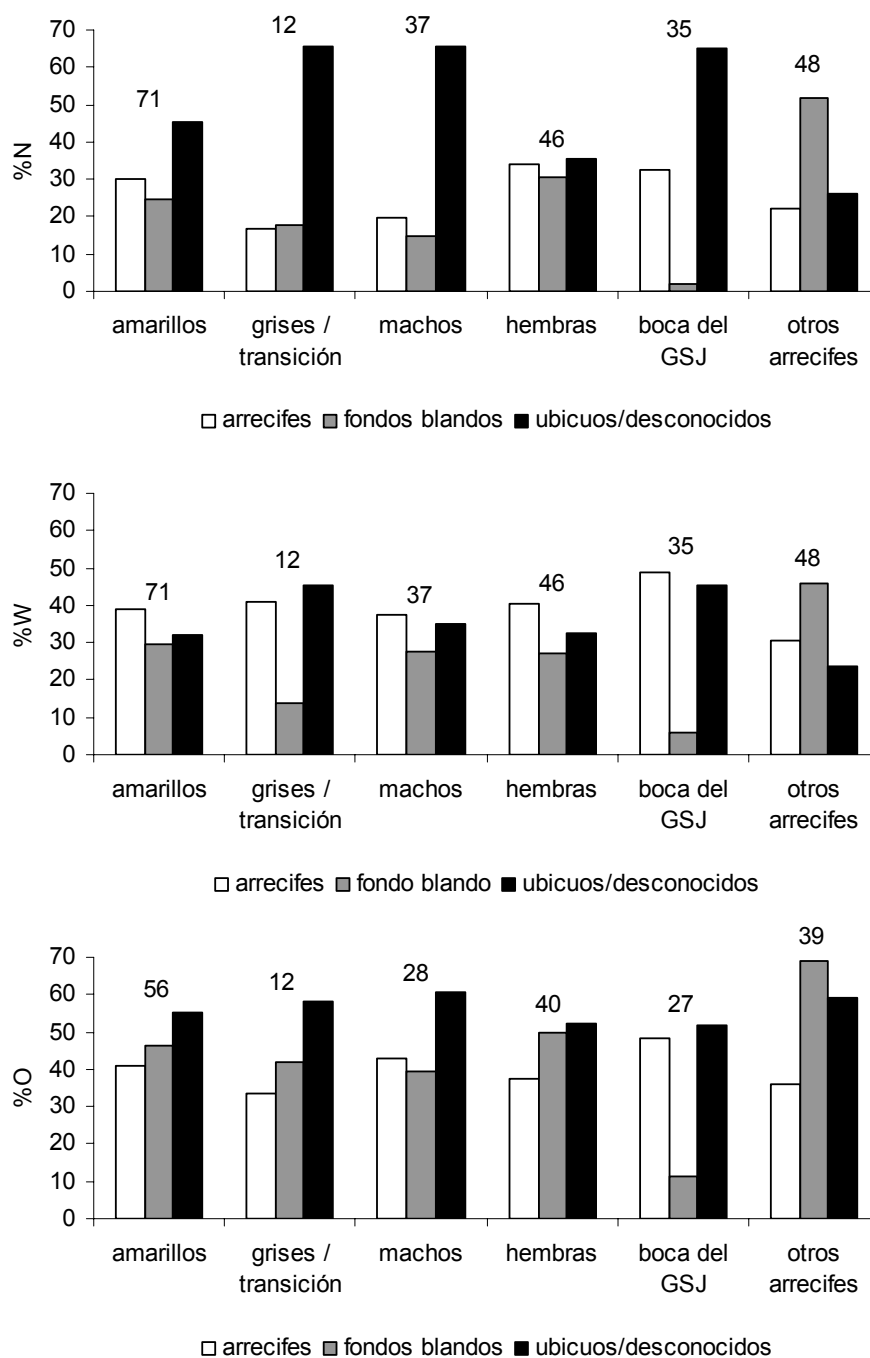 70
60
50
40
30
20
10
0
%N
71
12
37
46
35
48
amarillos
grises /
transición
machos
hembras
boca del
GSJ
otros
arrecifes
arrecifes fondos blandos ubicuos/desconocidos
70
60
50
40
30
20
10
0
%W
71
12
37
46
35
48
amarillos
grises /
transición
machos
hembras
boca del
GSJ
otros
arrecifes
arrecifes fondo blando ubicuos/desconocidos
70
60
50
40
30
20
10
0
%O
56
12
28
40
27
39
amarillos
grises /
transición
machos
hembras
boca del
GSJ
otros
arrecifes
arrecifes fondos blandos ubicuos/desconocidos